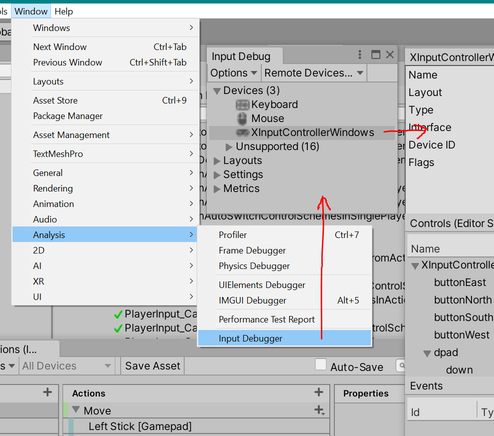 Window Help
Windows
Next Window Ctrl+Tab
Previous Window Ctrl+Shift+Tab
Layouts
Asset Store Ctrl+9
Package Manager
Asset Management
TextMeshPro
General
Rendering
Animation
Audio
Analysis
2D
AI
XR
UI
Profiler Ctrl+7
Frame Debugger
Physics Debugger
UIElements Debugger
IMGUI Debugger Alt+5
Performance Test Report
Input Debugger
Input Debug
Options Remote Devices...
Devices (3)
Keyboard
Mouse
XInputControllerWindows
Unsupported (16)
Layouts
Settings
Metrics
XInputControllerW
Name
Layout
Type
Interface
Device ID
Flags
Controls (Editor S
Name
XInputControlle
buttonEast
buttonNorth
buttonSouth
buttonWest
dpad
down
Events
Id Ty
PlayerInput_Ca
PlayerInput_Ca
ions (I...
All Devices Save Asset Auto-Save
Actions Properties
Move
Left Stick [Gamepad]